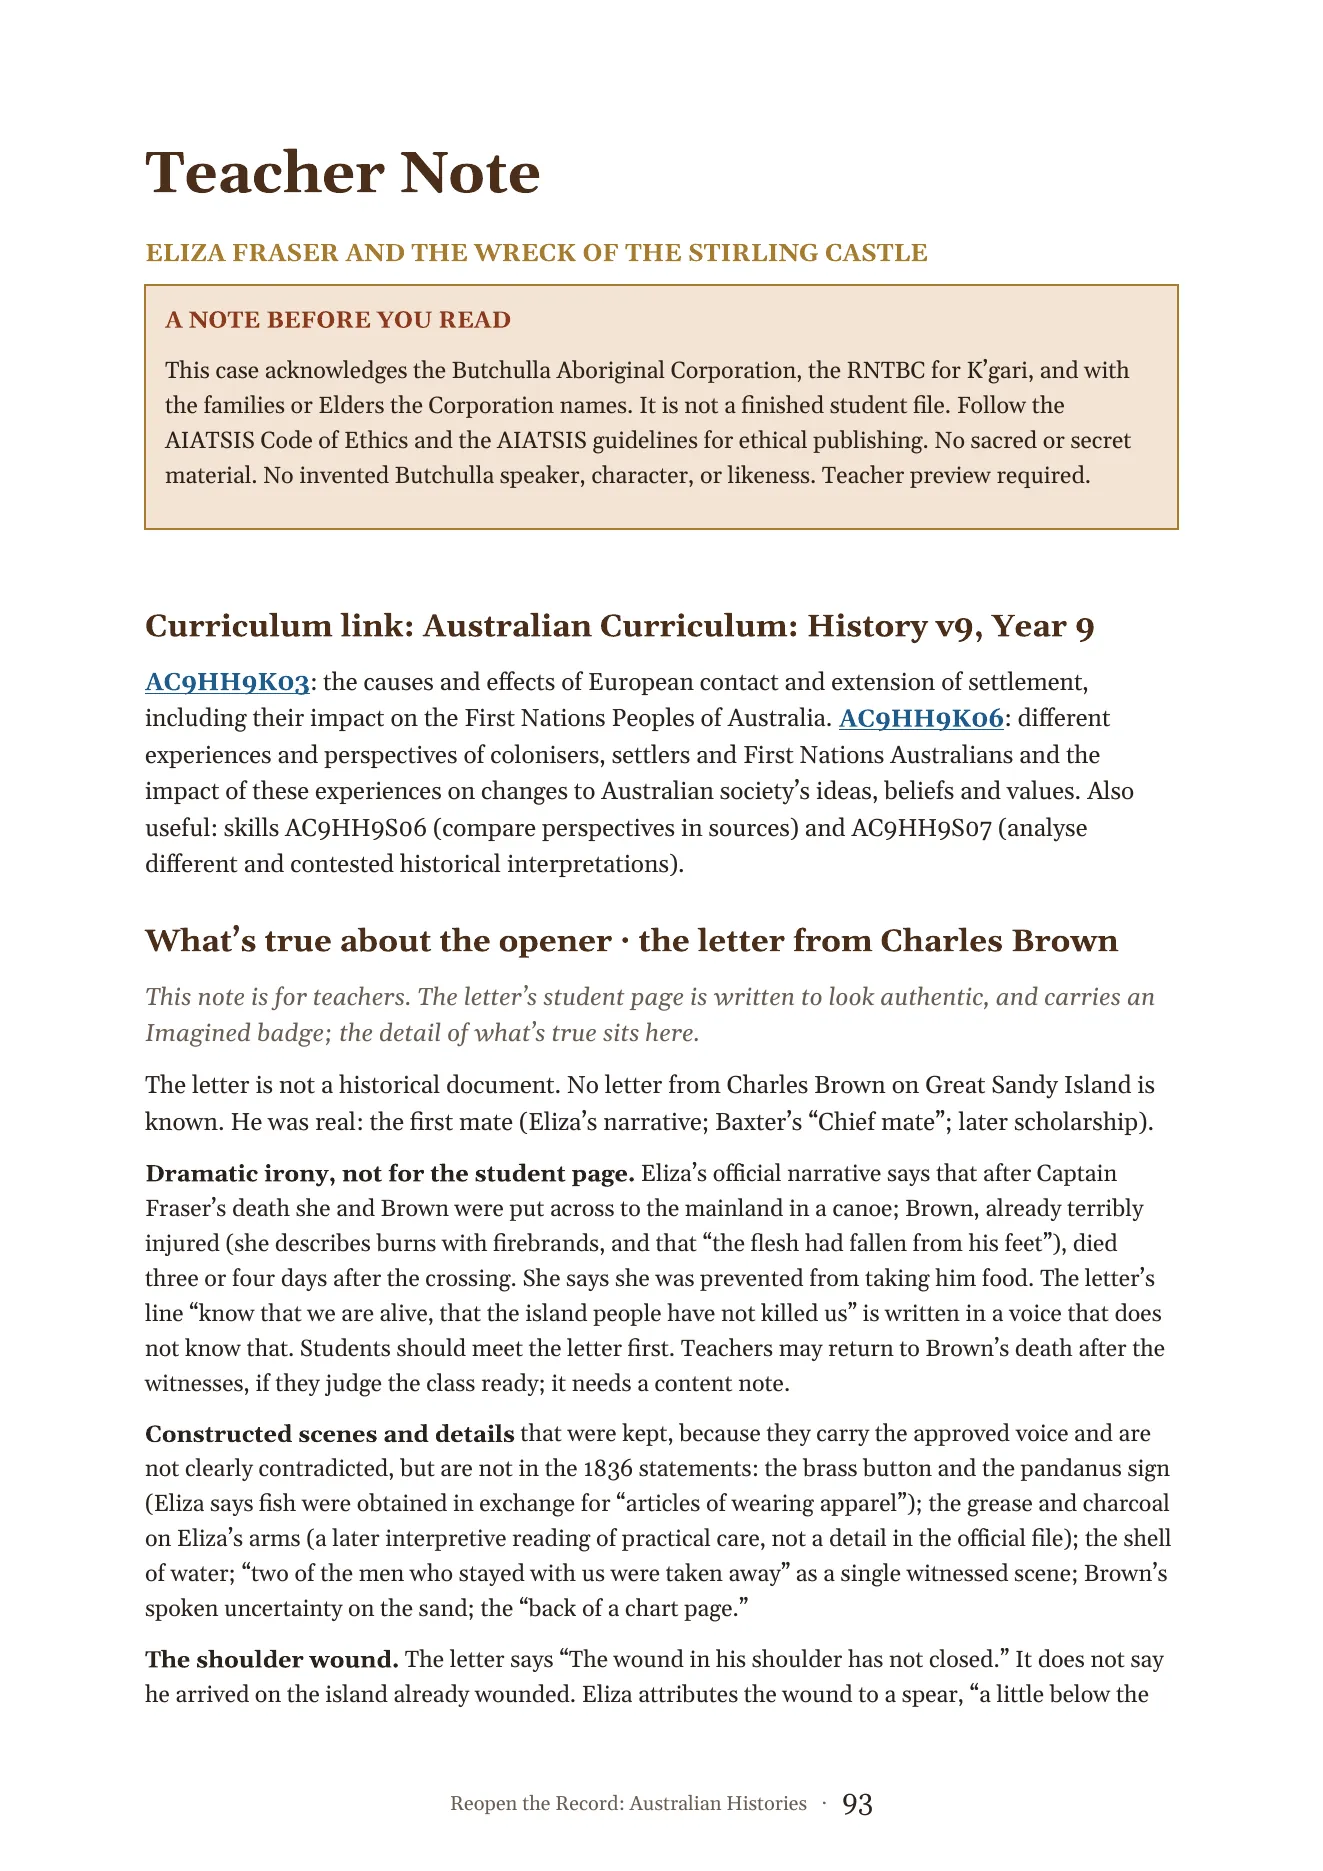 Teacher Note
ELIZA FRASER AND THE WRECK OF THE STIRLING CASTLE
A NOTE BEFORE YOU READ
This case acknowledges the Butchulla Aboriginal Corporation, the RNTBC for K’gari, and with
the families or Elders the Corporation names. It is not a finished student file. Follow the
AIATSIS Code of Ethics and the AIATSIS guidelines for ethical publishing. No sacred or secret
material. No invented Butchulla speaker, character, or likeness. Teacher preview required.
Curriculum link: Australian Curriculum: History v9, Year 9
AC9HH9K03: the causes and effects of European contact and extension of settlement,
including their impact on the First Nations Peoples of Australia. AC9HH9K06: different
experiences and perspectives of colonisers, settlers and First Nations Australians and the
impact of these experiences on changes to Australian society’s ideas, beliefs and values. Also
useful: skills AC9HH9S06 (compare perspectives in sources) and AC9HH9S07 (analyse
different and contested historical interpretations).
What’s true about the opener · the letter from Charles Brown
This note is for teachers. The letter’s student page is written to look authentic, and carries an
Imagined badge; the detail of what’s true sits here.
The letter is not a historical document. No letter from Charles Brown on Great Sandy Island is
known. He was real: the first mate (Eliza’s narrative; Baxter’s “Chief mate”; later scholarship).
Dramatic irony, not for the student page. Eliza’s official narrative says that after Captain
Fraser’s death she and Brown were put across to the mainland in a canoe; Brown, already terribly
injured (she describes burns with firebrands, and that “the flesh had fallen from his feet”), died
three or four days after the crossing. She says she was prevented from taking him food. The letter’s
line “know that we are alive, that the island people have not killed us” is written in a voice that does
not know that. Students should meet the letter first. Teachers may return to Brown’s death after the
witnesses, if they judge the class ready; it needs a content note.
Constructed scenes and details that were kept, because they carry the approved voice and are
not clearly contradicted, but are not in the 1836 statements: the brass button and the pandanus sign
(Eliza says fish were obtained in exchange for “articles of wearing apparel”); the grease and charcoal
on Eliza’s arms (a later interpretive reading of practical care, not a detail in the official file); the shell
of water; “two of the men who stayed with us were taken away” as a single witnessed scene; Brown’s
spoken uncertainty on the sand; the “back of a chart page.”
The shoulder wound. The letter says “The wound in his shoulder has not closed.” It does not say
he arrived on the island already wounded. Eliza attributes the wound to a spear, “a little below the
Reopen the Record: Australian Histories · 93